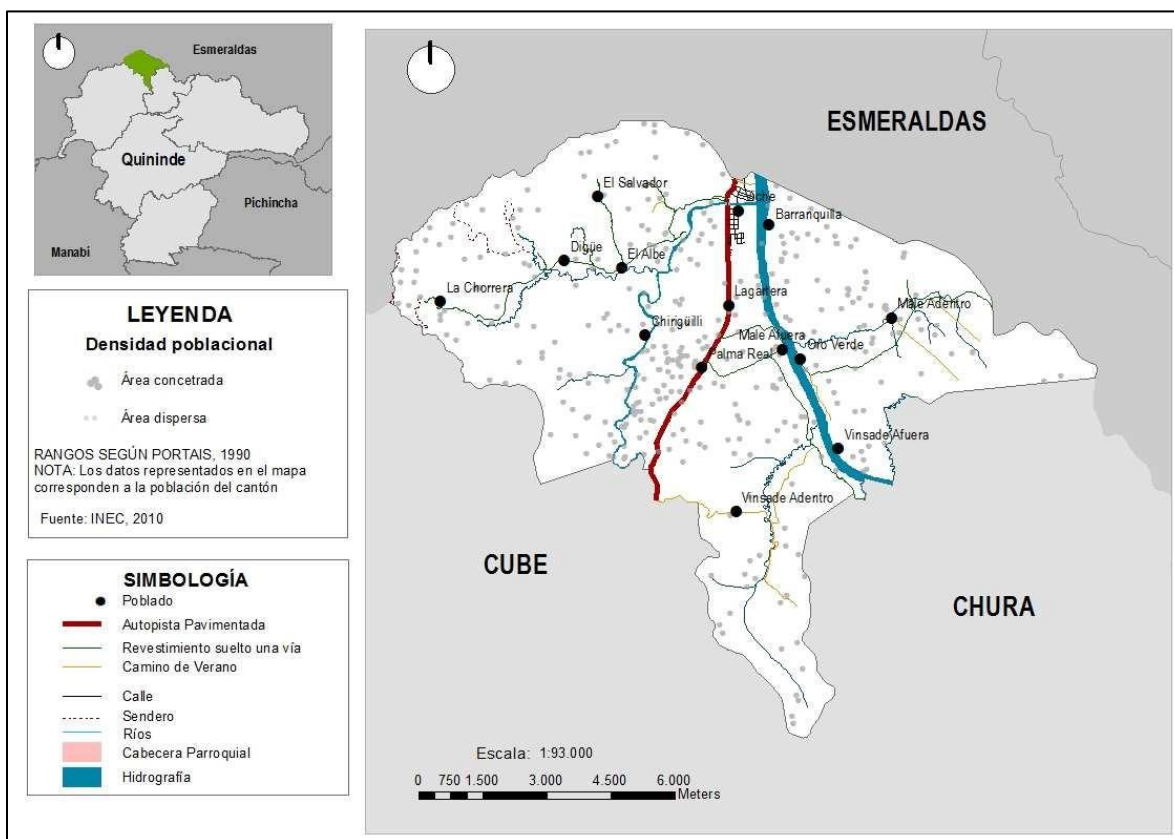 Esmeraldas
Quininde
Pichincha
Manabí
LEYENDA
Densidad poblacional
Área concetrada
Área dispersa
RANGOS SEGÚN PORTAIS, 1990
NOTA: Los datos representados en el mapa
corresponden a la población del cantón
Fuente: INEC, 2010
SIMBOLOGÍA
Poblado
Autopista Pavimentada
Revestimiento suelto una vía
Camino de Verano
Calle
Sendero
Ríos
Cabecera Parroquial
Hidrografía
ESMERALDAS
El Salvador
Barranquilla
Digüe
El Albe
La Chorrera
Lagartera
Male Adentro
Chirigüilli
Male Afuera
Oro Verde
Palma Real
Vinsade Afuera
Vinsade Adentro
CUBE
CHURA
Escala: 1:93.000
0 750 1.500 3.000 4.500 6.000
Meters